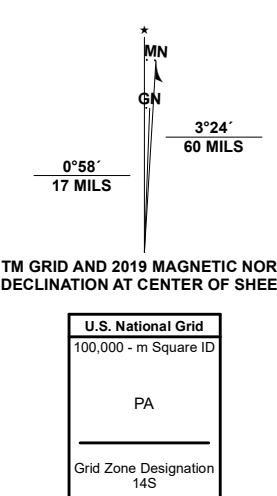 ★
MN
GN
3°24´
60 MILS
0°58´
17 MILS
TM GRID AND 2019 MAGNETIC NOR
DECLINATION AT CENTER OF SHEE
U.S. National Grid
100,000 - m Square ID
PA
Grid Zone Designation
14S